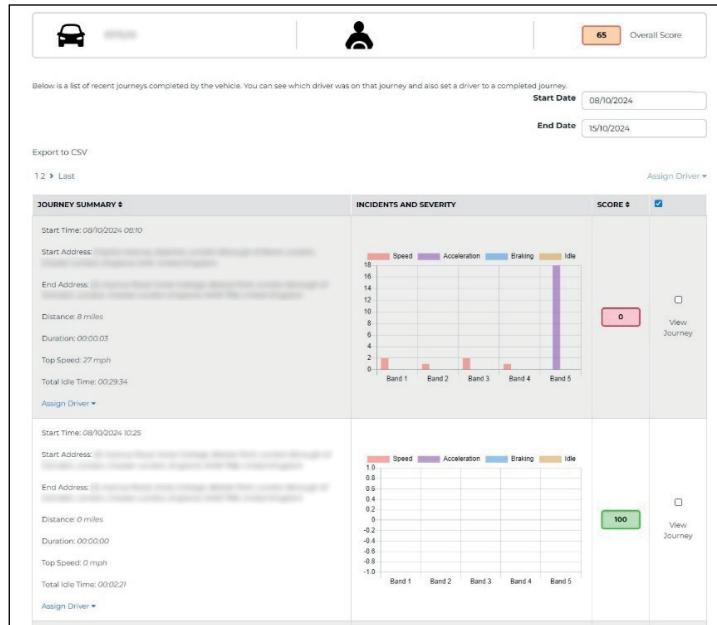 65 Overall Score
Below is a list of recent journeys completed by the vehicle. You can see which driver was on that journey and also set a driver to a completed journey.
Start Date 08/10/2024
End Date 15/10/2024
Export to CSV
1 2 > Last
Assign Driver
JOURNEY SUMMARY INCIDENTS AND SEVERITY SCORE
Start Time: 08/10/2024 08:10
Start Address:
End Address:
Distance: 8 miles
Duration: 00:00:03
Top Speed: 27 mph
Total Idle Time: 00:29:34
Assign Driver
Speed Acceleration Braking Idle
18
16
14
12
10
8
6
4
2
0
Band 1 Band 2 Band 3 Band 4 Band 5
0
View
Journey
Start Time: 08/10/2024 10:25
Start Address:
End Address:
Distance: 0 miles
Duration: 00:00:00
Top Speed: 0 mph
Total Idle Time: 00:02:21
Assign Driver
Speed Acceleration Braking Idle
1.0
0.8
0.6
0.4
0.2
0
-0.2
-0.4
-0.6
-0.8
-1.0
Band 1 Band 2 Band 3 Band 4 Band 5
100
View
Journey